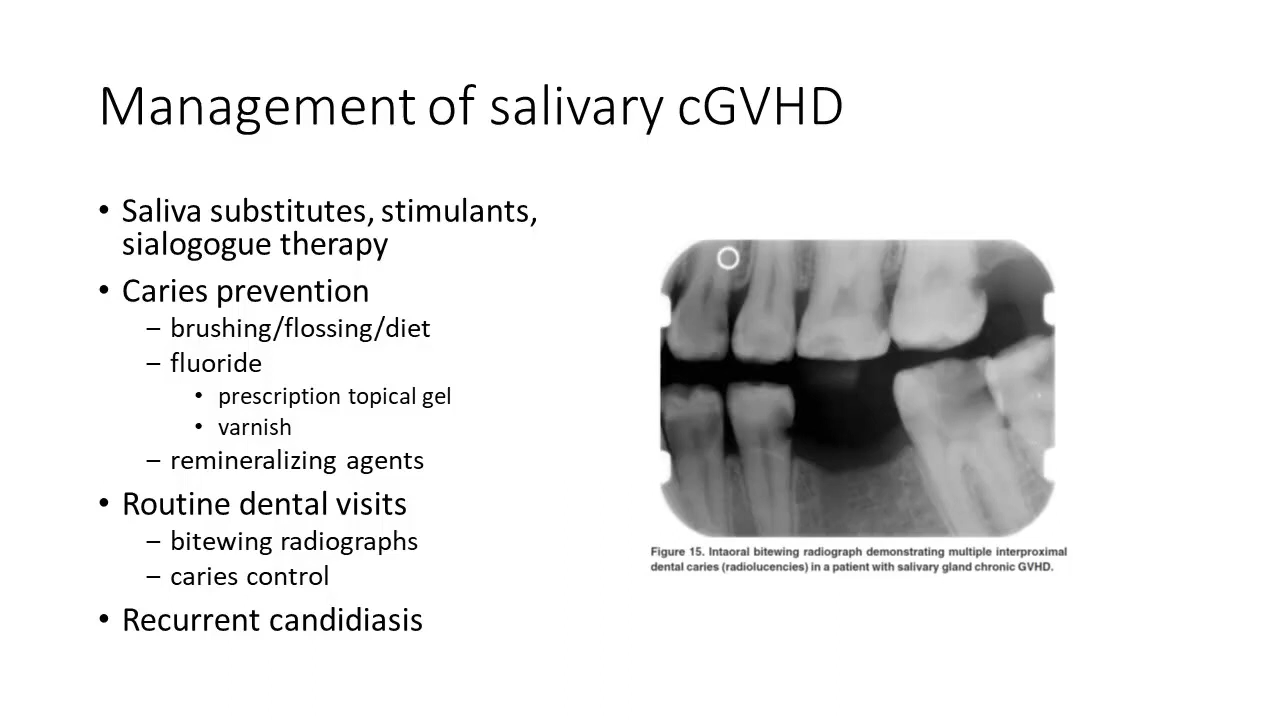 Management of salivary cGVHD
• Saliva substitutes, stimulants,
sialogogue therapy
• Caries prevention
– brushing/flossing/diet
– fluoride
• prescription topical gel
• varnish
– remineralizing agents
• Routine dental visits
– bitewing radiographs
– caries control
• Recurrent candidiasis
Figure 15. Intaoral bitewing radiograph demonstrating multiple interproximal
dental caries (radiolucencies) in a patient with salivary gland chronic GVHD.